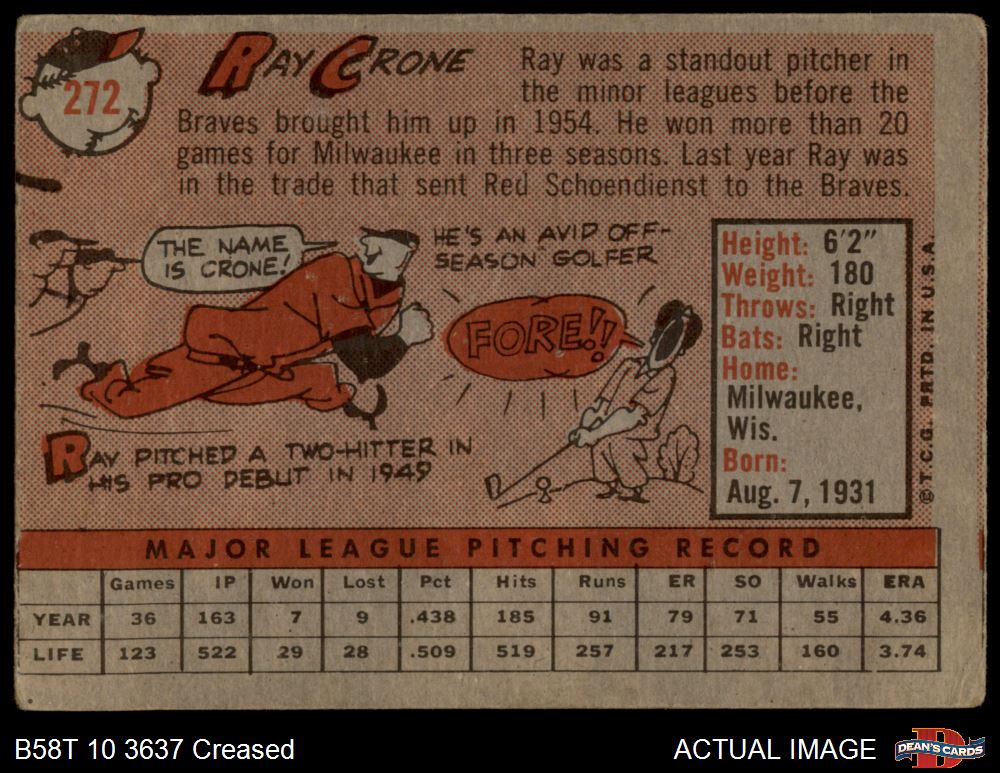 272
RAY CRONE
Ray was a standout pitcher in
the minor leagues before the
Braves brought him up in 1954. He won more than 20
games for Milwaukee in three seasons. Last year Ray was
in the trade that sent Red Schoendienst to the Braves.
THE NAME
IS CRONE!
HE'S AN AVID OFF-
SEASON GOLFER
FORE!!
RAY PITCHED A TWO-HITTER IN
HIS PRO DEBUT IN 1949
Height: 6'2"
Weight: 180
Throws: Right
Bats: Right
Home:
Milwaukee,
Wis.
Born:
Aug. 7, 1931
© T.C.G. PRTD. IN U.S.A.
MAJOR LEAGUE PITCHING RECORD
Games IP Won Lost Pct Hits Runs ER SO Walks ERA
YEAR 36 163 7 9 .438 185 91 79 71 55 4.36
LIFE 123 522 29 28 .509 519 257 217 253 160 3.74
B58T 10 3637 Creased
ACTUAL IMAGE
D
DEAN'S CARDS